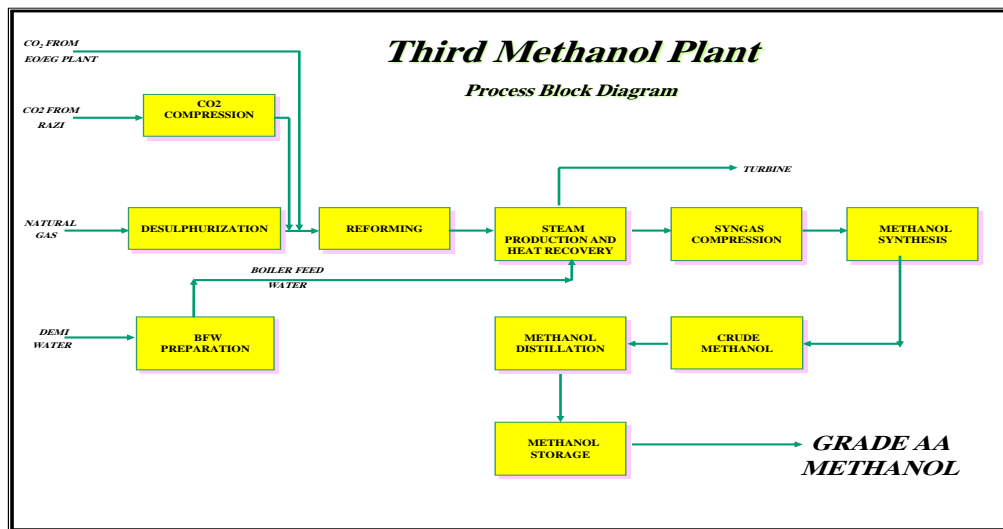 Third Methanol Plant
Process Block Diagram
CO₂ FROM
EO/EG PLANT
CO2 FROM
RAZI
CO2
COMPRESSION
TURBINE
NATURAL
GAS
DESULPHURIZATION
REFORMING
STEAM
PRODUCTION AND
HEAT RECOVERY
SYNGAS
COMPRESSION
METHANOL
SYNTHESIS
BOILER FEED
WATER
DEMI
WATER
BFW
PREPARATION
METHANOL
DISTILLATION
CRUDE
METHANOL
METHANOL
STORAGE
GRADE AA
METHANOL